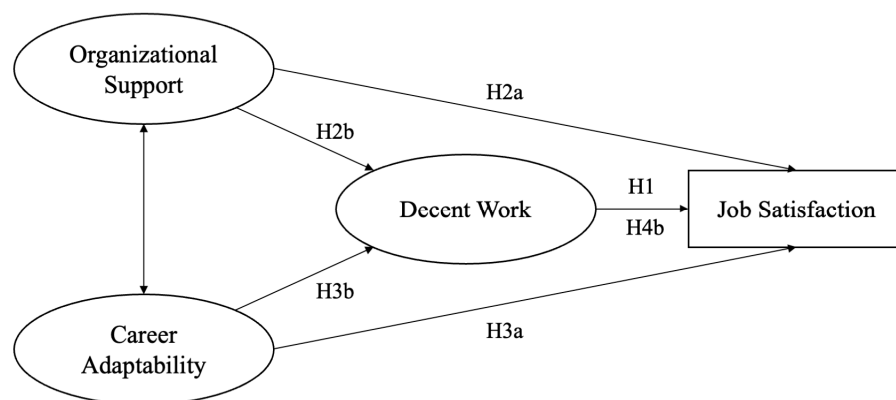 Organizational
Support
H2a
H2b
H1
Decent Work
Job Satisfaction
H4b
H3b
H3a
Career
Adaptability